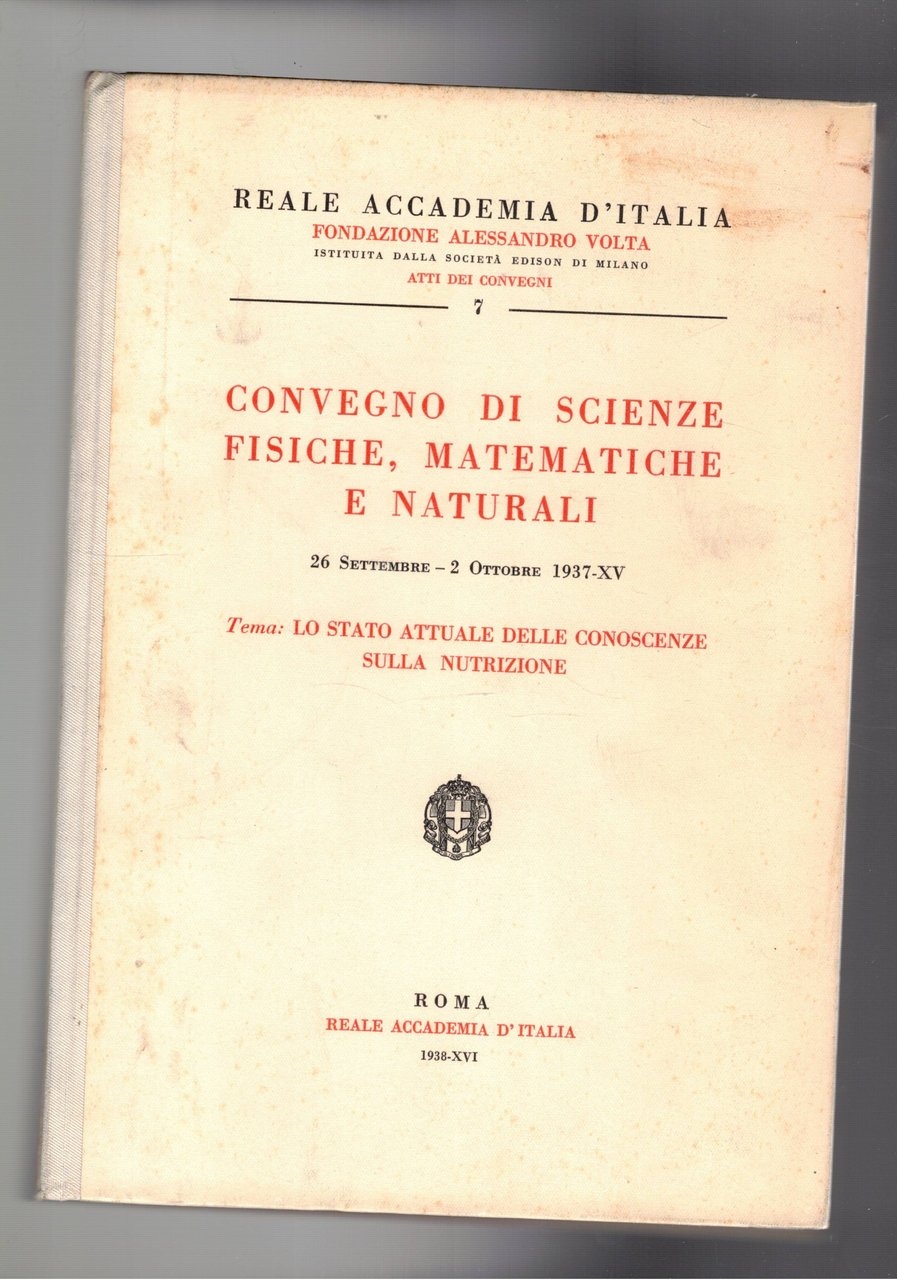 REALE ACCADEMIA D'ITALIA
FONDAZIONE ALESSANDRO VOLTA
ISTITUITA DALLA SOCIETÀ EDISON DI MILANO
ATTI DEI CONVEGNI
7
CONVEGNO DI SCIENZE
FISICHE, MATEMATICHE
E NATURALI
26 SETTEMBRE – 2 OTTOBRE 1937-XV
Tema: LO STATO ATTUALE DELLE CONOSCENZE
SULLA NUTRIZIONE
ROMA
REALE ACCADEMIA D'ITALIA
1938-XVI